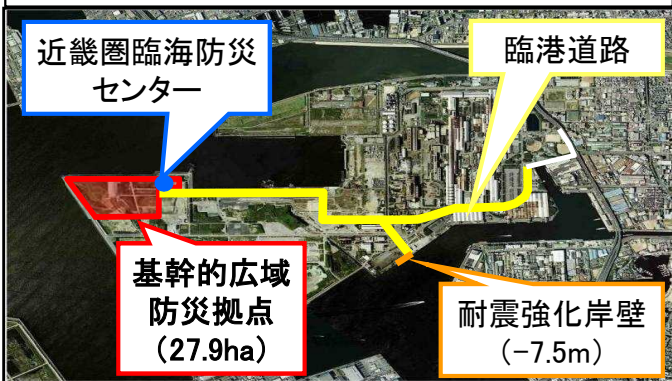 近畿圏臨海防災
センター
臨港道路
基幹的広域
防災拠点
(27.9ha)
耐震強化岸壁
(-7.5m)